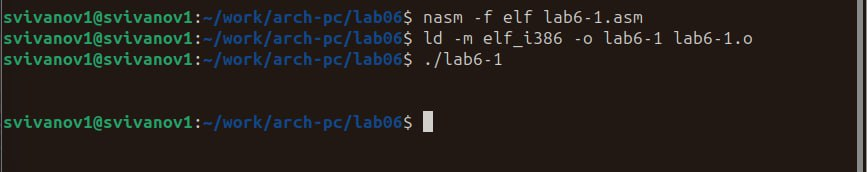 svivanov1@svivanov1:~/work/arch-pc/lab06$ nasm -f elf lab6-1.asm
svivanov1@svivanov1:~/work/arch-pc/lab06$ ld -m elf_i386 -o lab6-1 lab6-1.o
svivanov1@svivanov1:~/work/arch-pc/lab06$ ./lab6-1
svivanov1@svivanov1:~/work/arch-pc/lab06$